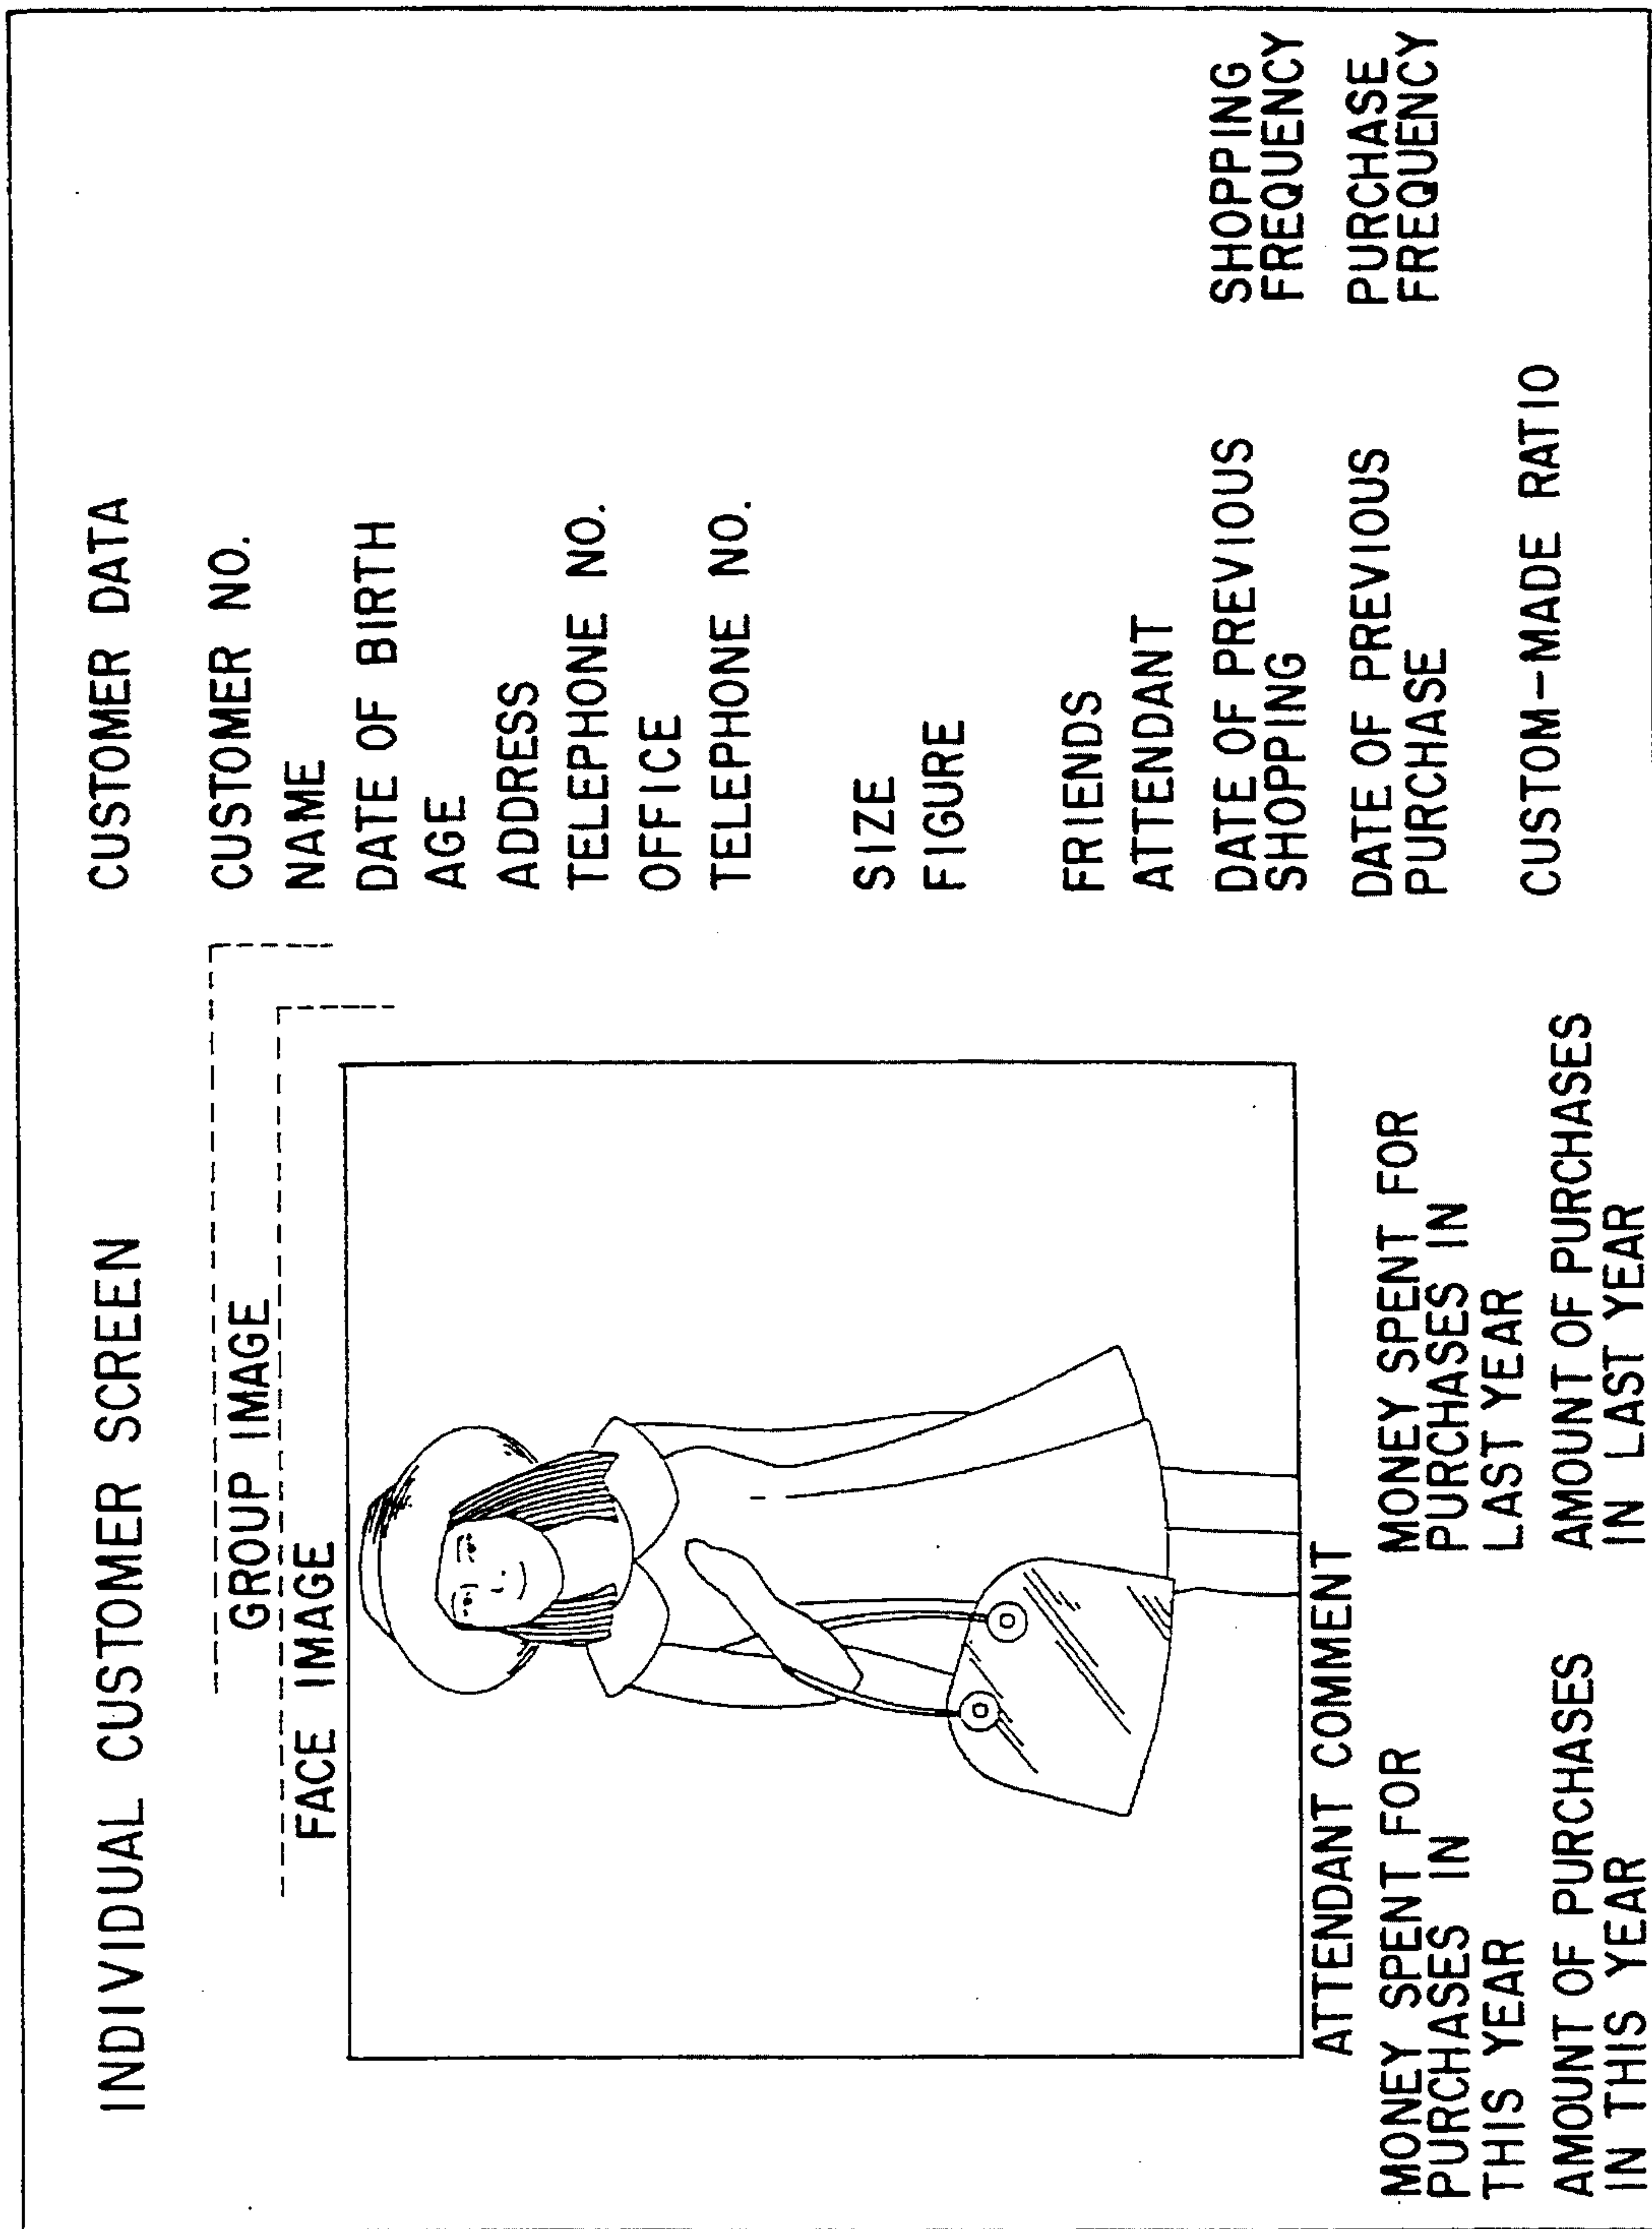 INDIVIDUAL CUSTOMER SCREEN
GROUP IMAGE
FACE IMAGE
ATTENDANT COMMENT
MONEY SPENT FOR
PURCHASES IN
THIS YEAR
MONEY SPENT FOR
PURCHASES IN
LAST YEAR
AMOUNT OF PURCHASES
IN THIS YEAR
AMOUNT OF PURCHASES
IN LAST YEAR
CUSTOMER DATA
CUSTOMER NO.
NAME
DATE OF BIRTH
AGE
ADDRESS
TELEPHONE NO.
OFFICE
TELEPHONE NO.
SIZE
FIGURE
FRIENDS
ATTENDANT
DATE OF PREVIOUS
SHOPPING
SHOPPING
FREQUENCY
DATE OF PREVIOUS
PURCHASE
PURCHASE
FREQUENCY
CUSTOM-MADE RATIO